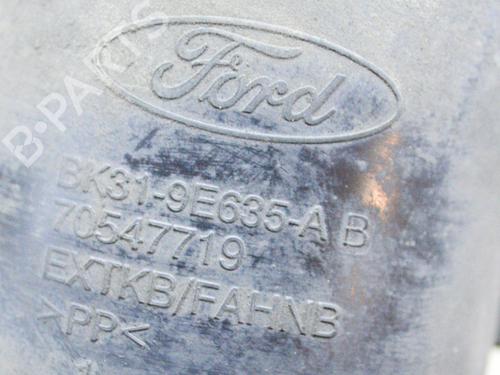 Ford
BK31-9E635-A B
70547719
EXTKB/FAHNB
>PP<
B-PARTS